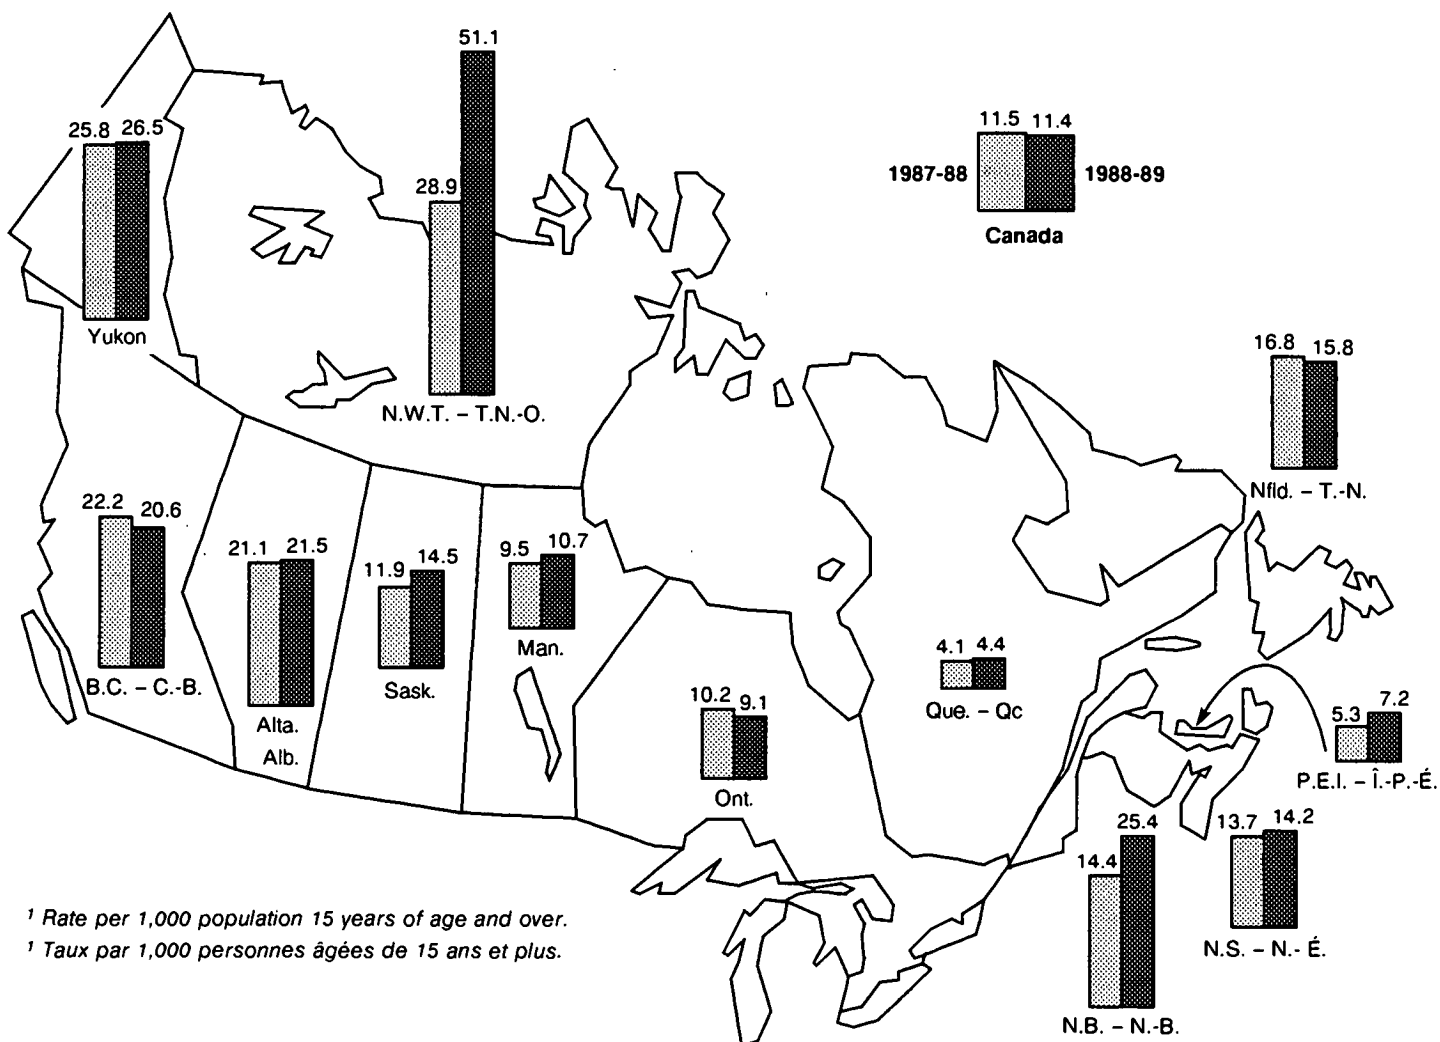 51.1
25.8 26.5
28.9
11.5 11.4
1987-88 1988-89
Canada
Yukon
N.W.T. – T.N.-O.
16.8 15.8
Nfld. – T.-N.
22.2 20.6
B.C. – C.-B.
21.1 21.5
Alta.
Alb.
11.9 14.5
Sask.
9.5 10.7
Man.
10.2 9.1
Ont.
4.1 4.4
Que. – Qc
5.3 7.2
P.E.I. – Î.-P.-É.
14.4 25.4
N.B. – N.-B.
13.7 14.2
N.S. – N.- É.
1 Rate per 1,000 population 15 years of age and over.
1 Taux par 1,000 personnes âgées de 15 ans et plus.